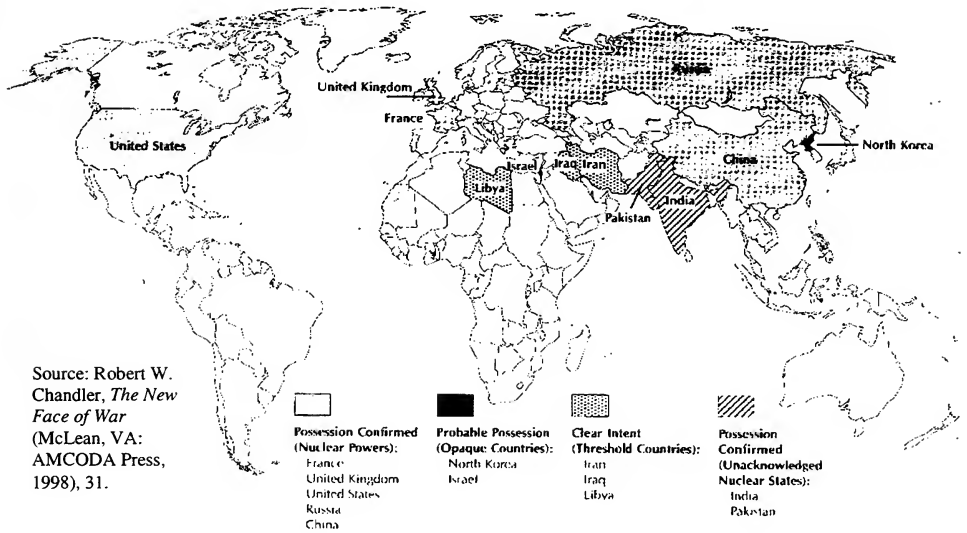 United Kingdom
France
United States
Russia
North Korea
China
Israel
Iraq
Iran
Libya
India
Pakistan
Source: Robert W.
Chandler, The New
Face of War
(McLean, VA:
AMCODA Press,
1998), 31.
Possession Confirmed
(Nuclear Powers):
France
United Kingdom
United States
Russia
China
Probable Possession
(Opaque Countries):
North Korea
Israel
Clear Intent
(Threshold Countries):
Iran
Iraq
Libya
Possession
Confirmed
(Unacknowledged
Nuclear States):
India
Pakistan